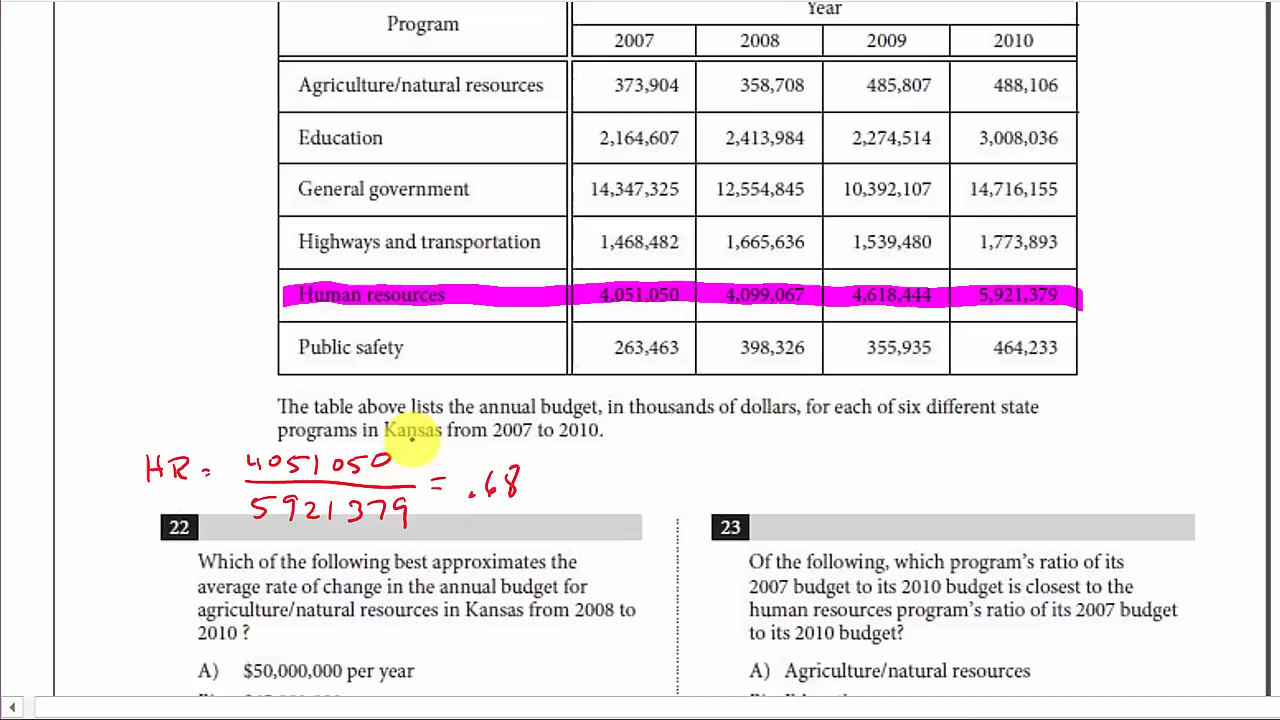 Program Year
2007 2008 2009 2010
Agriculture/natural resources 373,904 358,708 485,807 488,106
Education 2,164,607 2,413,984 2,274,514 3,008,036
General government 14,347,325 12,554,845 10,392,107 14,716,155
Highways and transportation 1,468,482 1,665,636 1,539,480 1,773,893
Human resources 4,051,050 4,099,067 4,618,444 5,921,379
Public safety 263,463 398,326 355,935 464,233
The table above lists the annual budget, in thousands of dollars, for each of six different state
programs in Kansas from 2007 to 2010.
HR = 4051050 / 5921379 = .68
22
Which of the following best approximates the
average rate of change in the annual budget for
agriculture/natural resources in Kansas from 2008 to
2010 ?
A) $50,000,000 per year
23
Of the following, which program's ratio of its
2007 budget to its 2010 budget is closest to the
human resources program's ratio of its 2007 budget
to its 2010 budget?
A) Agriculture/natural resources